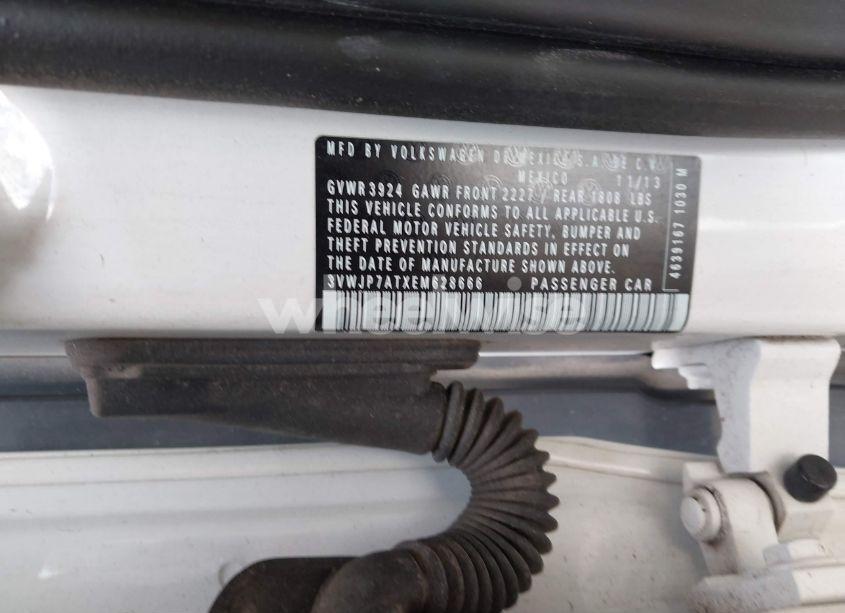 MFD BY VOLKSWAGEN DE MEXICO S.A. DE C.V.
MEXICO 11/13
GVWR 3924 GAWR FRONT 2227 / REAR 1808 LBS
THIS VEHICLE CONFORMS TO ALL APPLICABLE U.S.
FEDERAL MOTOR VEHICLE SAFETY, BUMPER AND
THEFT PREVENTION STANDARDS IN EFFECT ON
THE DATE OF MANUFACTURE SHOWN ABOVE.
3VWJP7ATXEM628666 PASSENGER CAR
4639167 1030 M
wheelwise